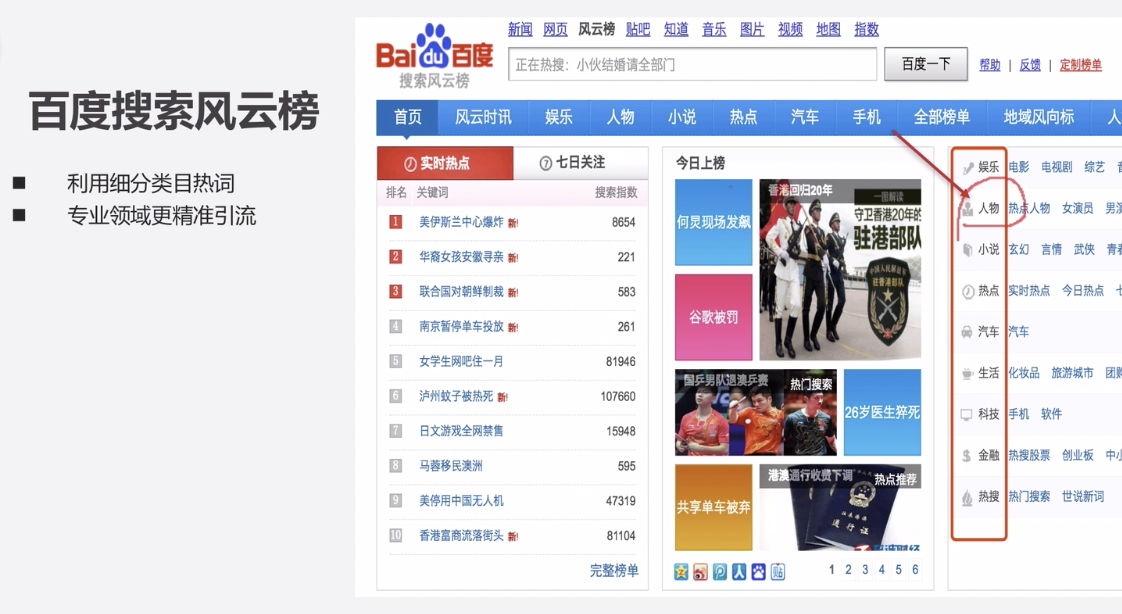 百度搜索风云榜
■ 利用细分类目热词
■ 专业领域更精准引流
Bai du 百度
搜索风云榜
新闻 网页 风云榜 贴吧 知道 音乐 图片 视频 地图 指数
正在热搜：小伙结婚请全部门
百度一下
帮助 | 反馈 | 定制榜单
首页 风云时讯 娱乐 人物 小说 热点 汽车 手机 全部榜单 地域风向标 人
实时热点
七日关注
排名 关键词 搜索指数
1 美伊斯兰中心爆炸 新! 8654
2 华裔女孩安徽寻亲 新! 221
3 联合国对朝鲜制裁 新! 583
4 南京暂停单车投放 新! 261
5 女学生网吧住一月 81946
6 泸州蚊子被热死 新! 107660
7 日文游戏全网禁售 15948
8 马蓉移民澳洲 595
9 美停用中国无人机 47319
10 香港富商流落街头 新! 81104
完整榜单
今日上榜
何炅现场发飙
香港回归20年
一图解读
守卫香港20年的
驻港部队
谷歌被罚
国乒男队退澳乒赛
热门搜索
26岁医生猝死
共享单车被弃
港澳通行收费下调
热点推荐
通行证
1 2 3 4 5 6
娱乐 电影 电视剧 综艺
人物 热点人物 女演员 男演
小说 玄幻 言情 武侠 青春
热点 实时热点 今日热点 七
汽车 汽车
生活 化妆品 旅游城市 团购
科技 手机 软件
金融 热搜股票 创业板 中小
热搜 热门搜索 世说新词